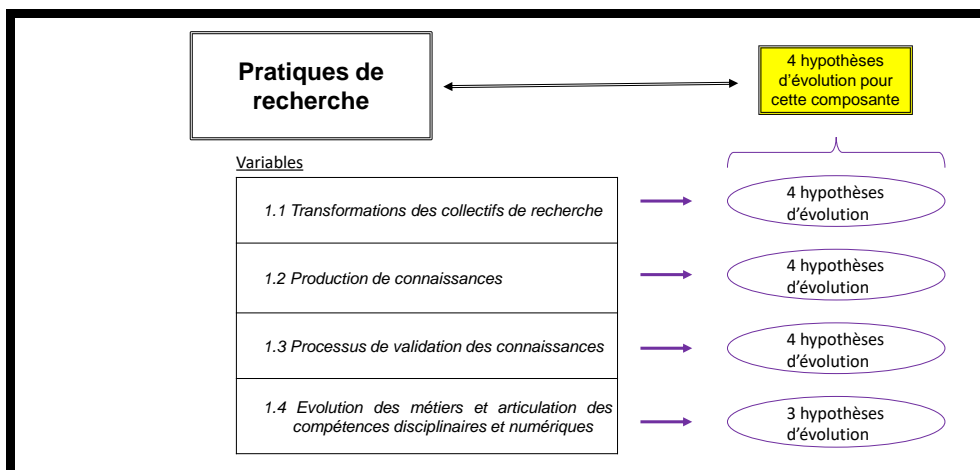 Pratiques de
recherche
4 hypothèses
d'évolution pour
cette composante
Variables
1.1 Transformations des collectifs de recherche
4 hypothèses
d'évolution
1.2 Production de connaissances
4 hypothèses
d'évolution
1.3 Processus de validation des connaissances
4 hypothèses
d'évolution
1.4 Evolution des métiers et articulation des
compétences disciplinaires et numériques
3 hypothèses
d'évolution